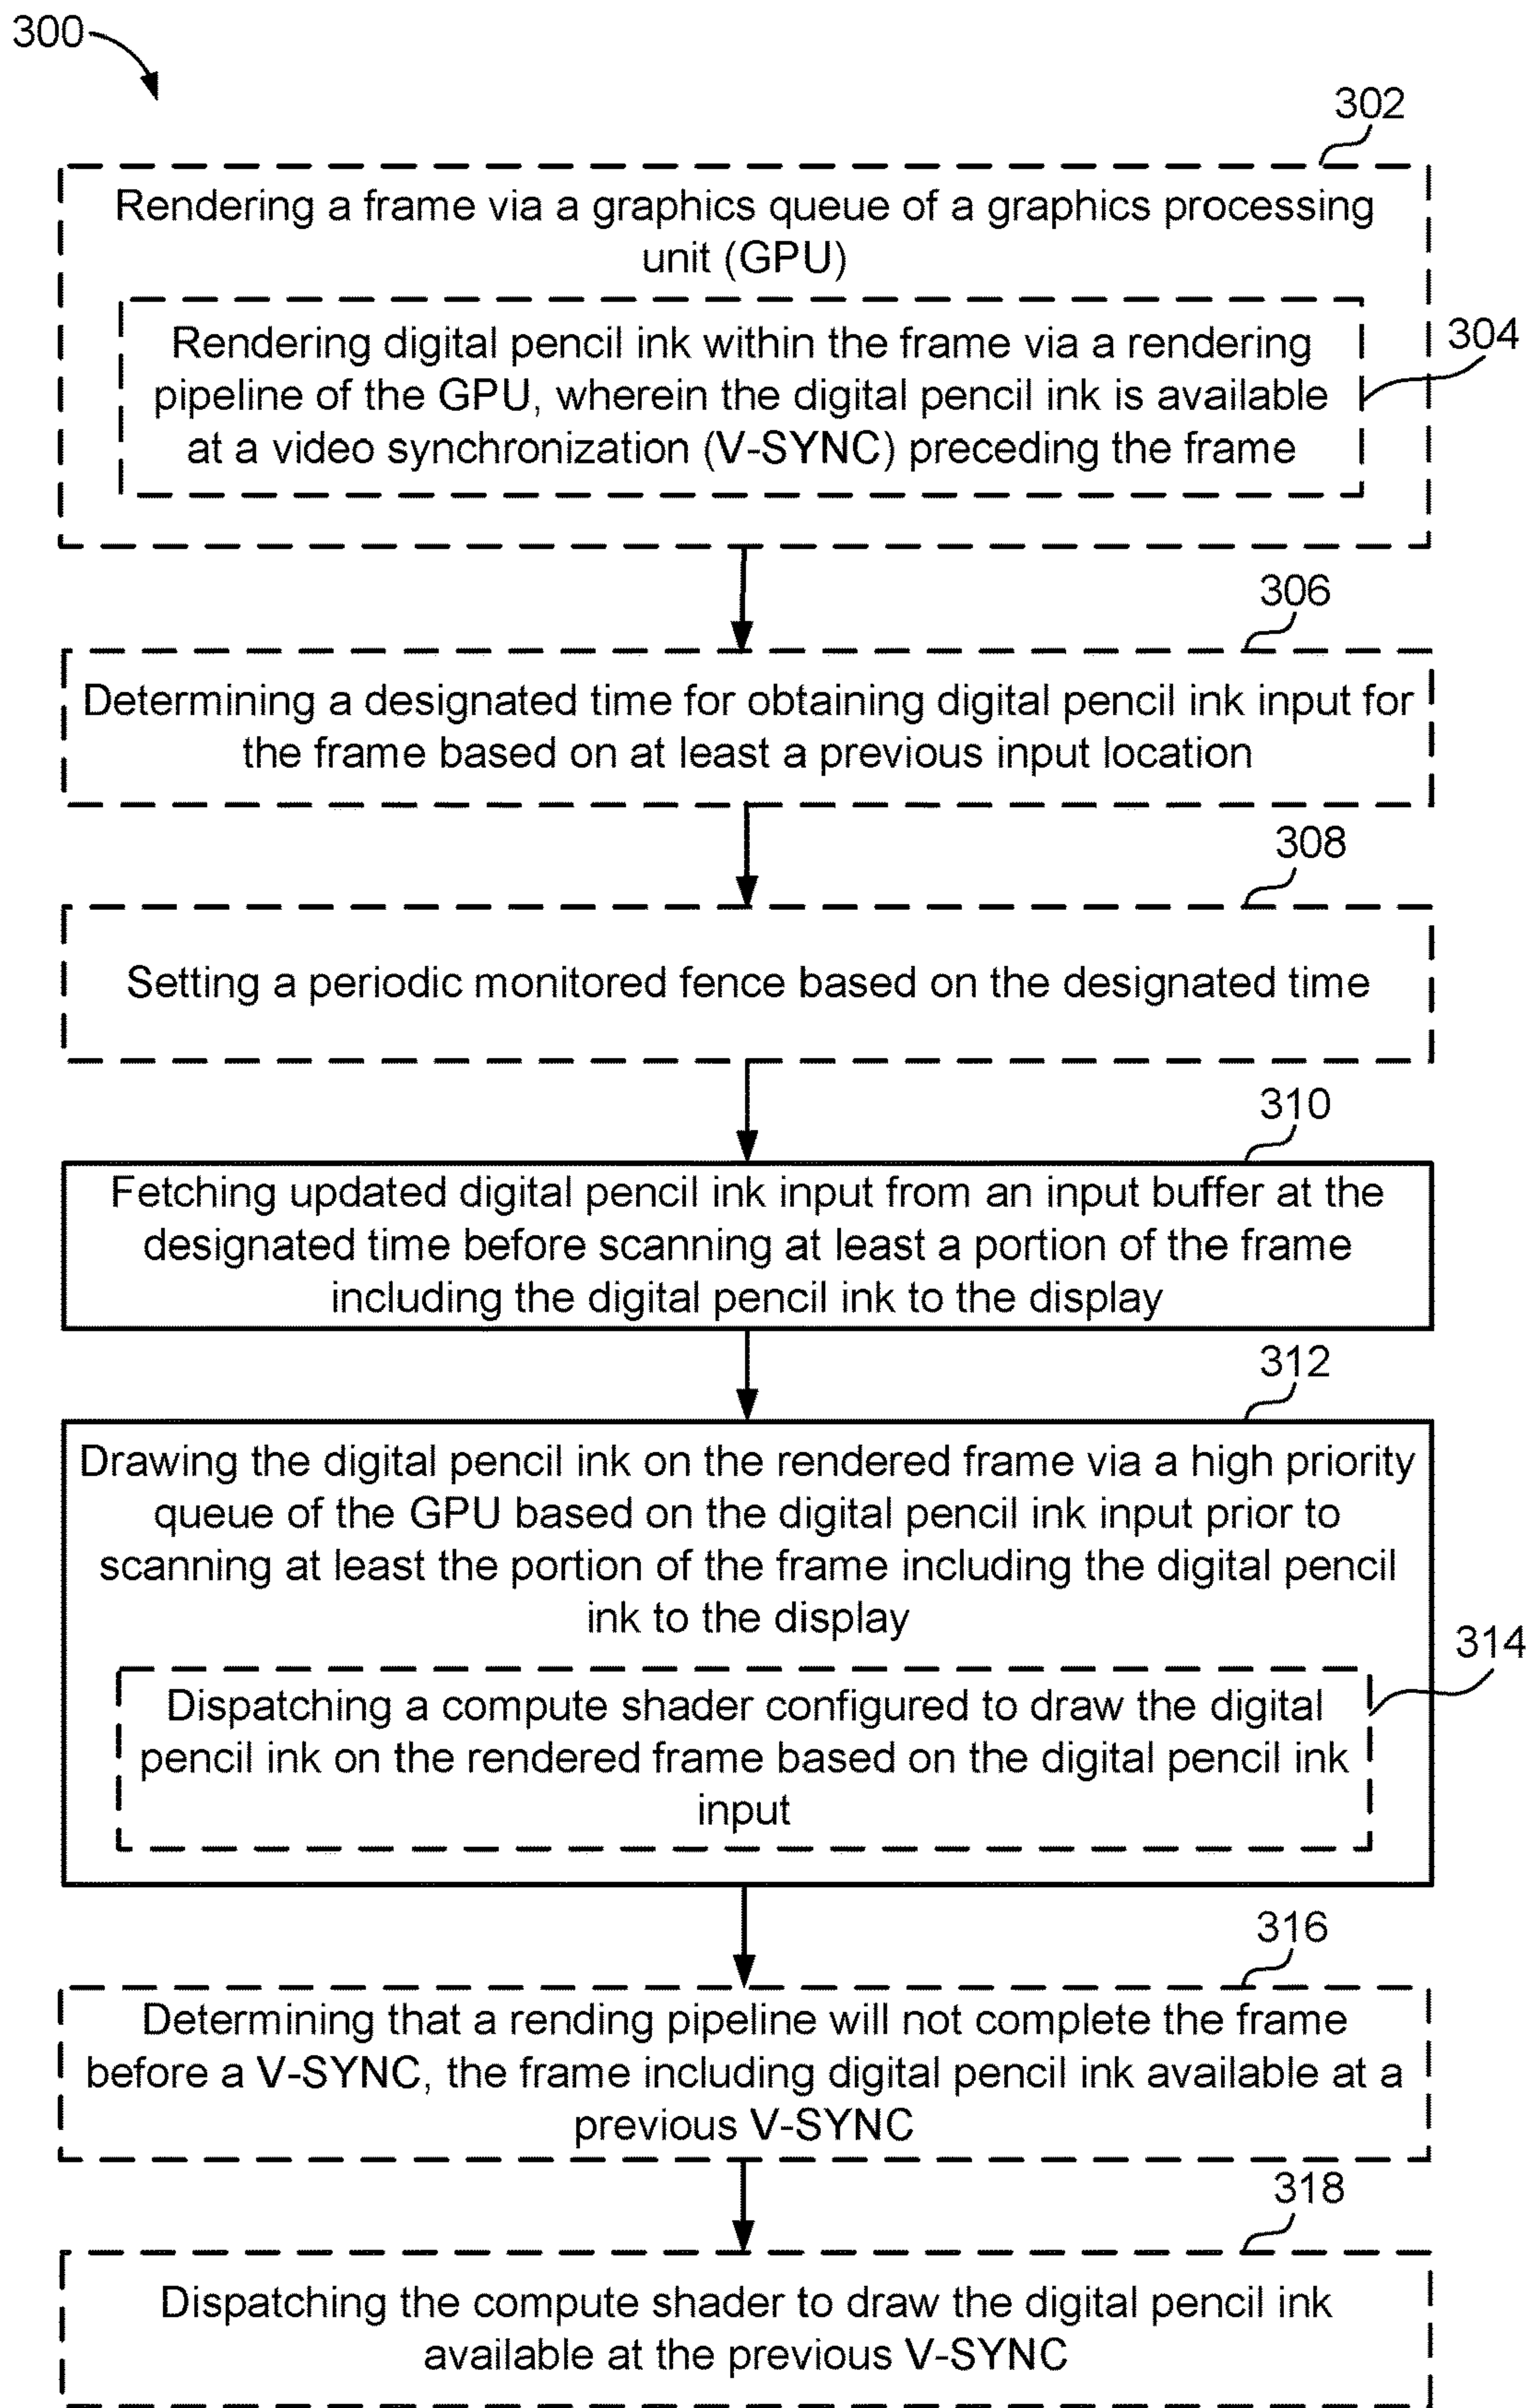 300
302
Rendering a frame via a graphics queue of a graphics processing
unit (GPU)
304
Rendering digital pencil ink within the frame via a rendering
pipeline of the GPU, wherein the digital pencil ink is available
at a video synchronization (V-SYNC) preceding the frame
306
Determining a designated time for obtaining digital pencil ink input for
the frame based on at least a previous input location
308
Setting a periodic monitored fence based on the designated time
310
Fetching updated digital pencil ink input from an input buffer at the
designated time before scanning at least a portion of the frame
including the digital pencil ink to the display
312
Drawing the digital pencil ink on the rendered frame via a high priority
queue of the GPU based on the digital pencil ink input prior to
scanning at least the portion of the frame including the digital pencil
ink to the display
314
Dispatching a compute shader configured to draw the digital
pencil ink on the rendered frame based on the digital pencil ink
input
316
Determining that a rending pipeline will not complete the frame
before a V-SYNC, the frame including digital pencil ink available at a
previous V-SYNC
318
Dispatching the compute shader to draw the digital pencil ink
available at the previous V-SYNC